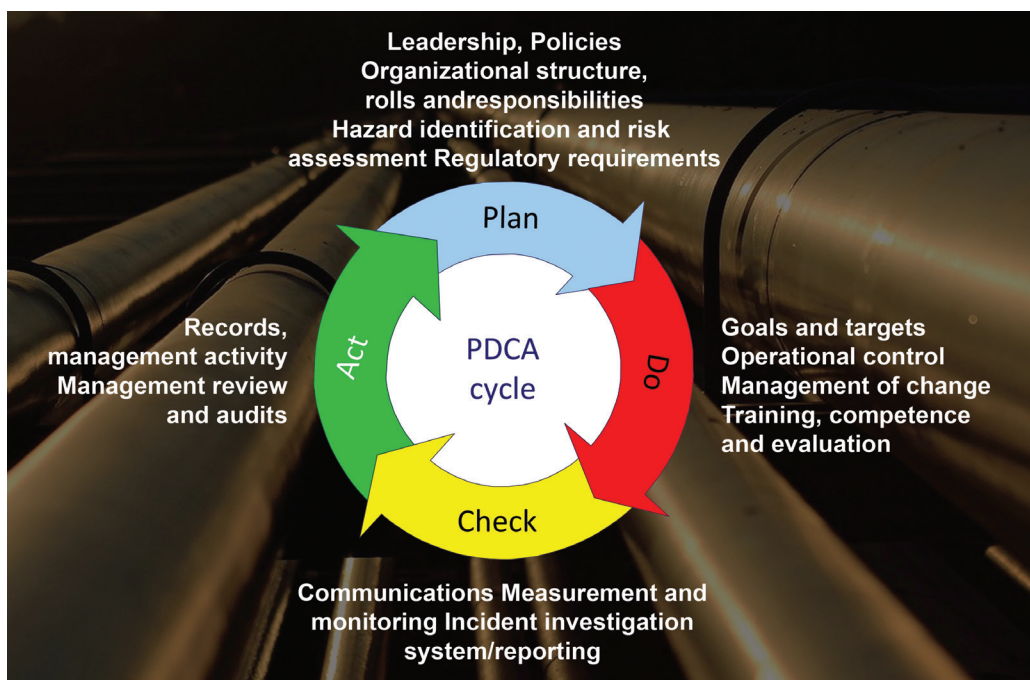 Leadership, Policies
Organizational structure,
rolls andresponsibilities
Hazard identification and risk
assessment Regulatory requirements
Plan
Do
Check
Act
PDCA
cycle
Goals and targets
Operational control
Management of change
Training, competence
and evaluation
Communications Measurement and
monitoring Incident investigation
system/reporting
Records,
management activity
Management review
and audits